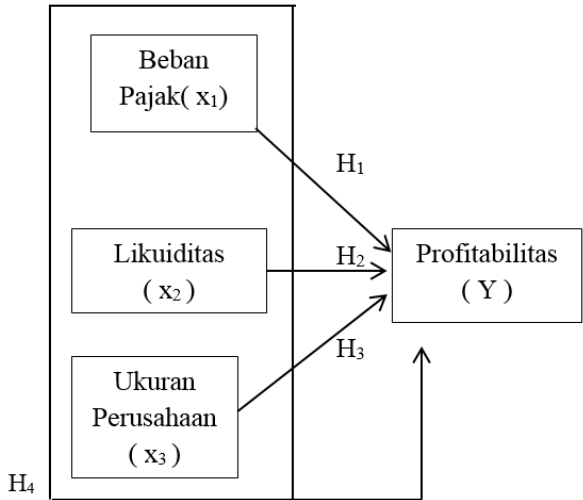 Beban
Pajak( x₁)
H₁
Likuiditas
( x₂ )
H₂
Profitabilitas
( Y )
H₃
Ukuran
Perusahaan
( x₃ )
H₄